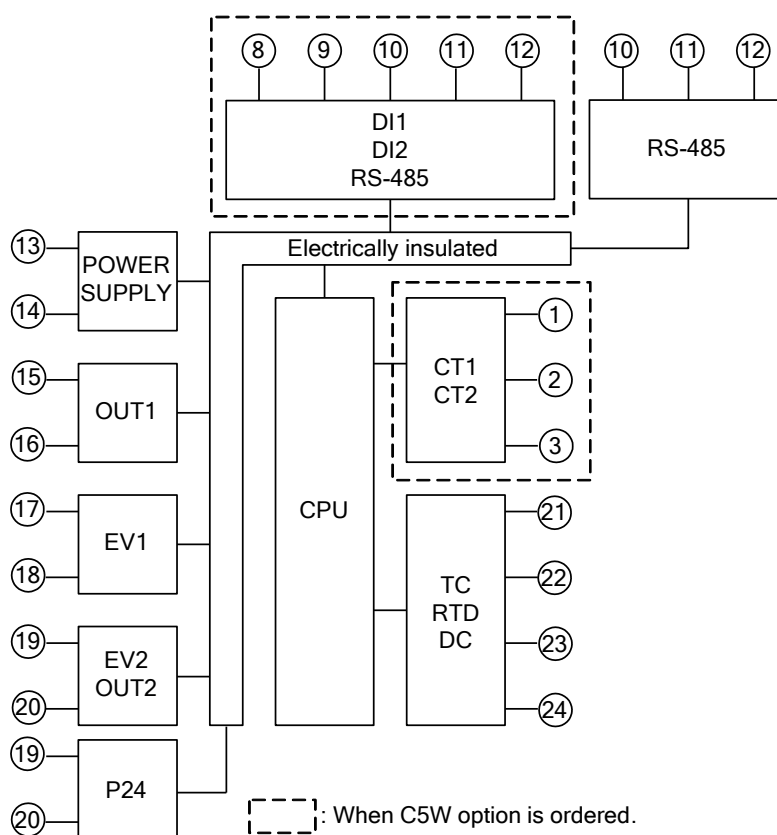 8 9 10 11 12
10 11 12
DI1
DI2
RS-485
RS-485
Electrically insulated
13
14
POWER
SUPPLY
15
16
OUT1
17
18
EV1
19
20
EV2
OUT2
19
20
P24
CPU
CT1
CT2
1
2
3
TC
RTD
DC
21
22
23
24
: When C5W option is ordered.